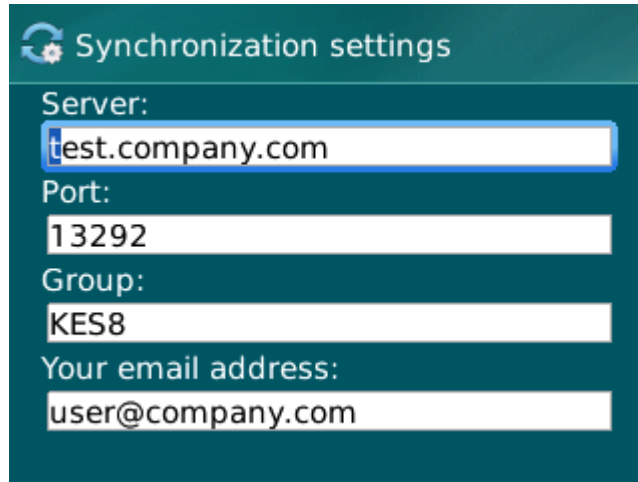 Synchronization settings
Server:
test.company.com
Port:
13292
Group:
KES8
Your email address:
user@company.com